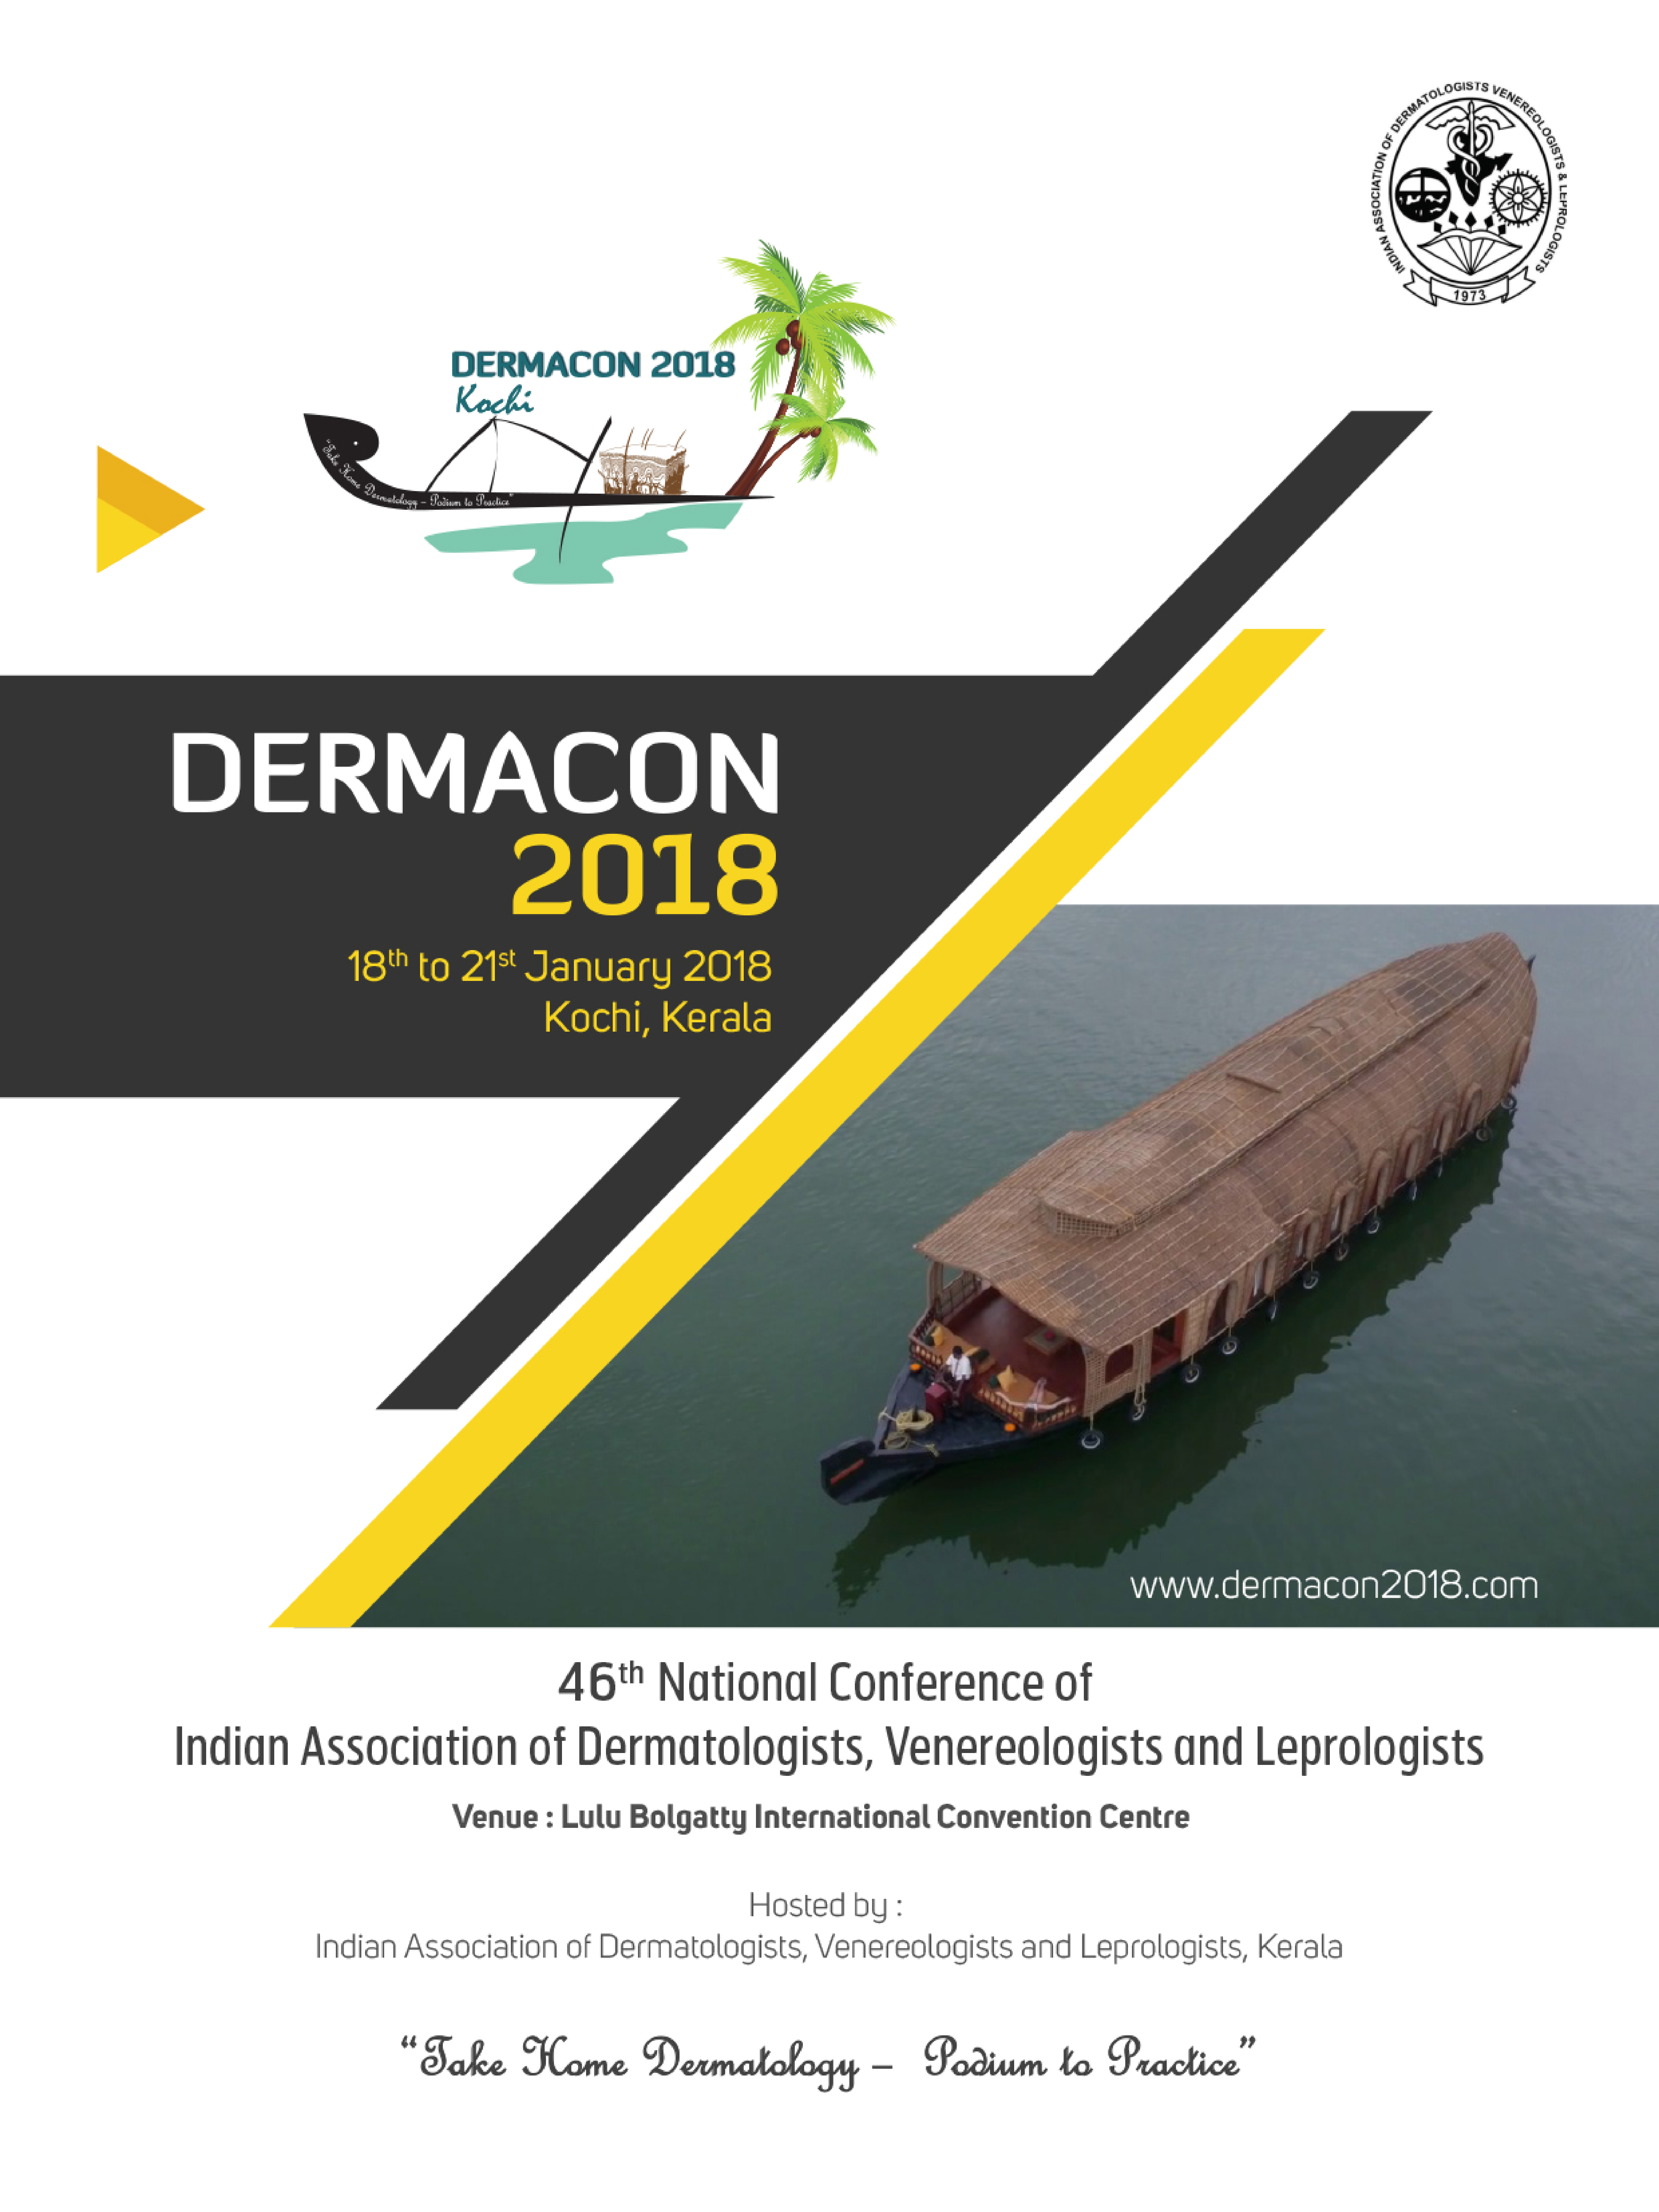 INDIAN ASSOCIATION OF DERMATOLOGISTS VENEREOLOGISTS & LEPROLOGISTS
1973
DERMACON 2018
Kochi
"Take Home Dermatology – Podium to Practice"
DERMACON
2018
18th to 21st January 2018
Kochi, Kerala
www.dermacon2018.com
46th National Conference of
Indian Association of Dermatologists, Venereologists and Leprologists
Venue : Lulu Bolgatty International Convention Centre
Hosted by :
Indian Association of Dermatologists, Venereologists and Leprologists, Kerala
“Take Home Dermatology – Podium to Practice”